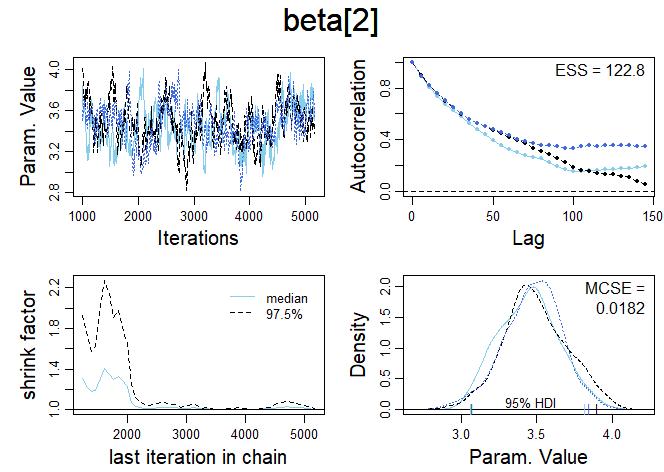 beta[2]
Param. Value
2.8 3.2 3.6 4.0
1000 2000 3000 4000 5000
Iterations
Autocorrelation
0.0 0.4 0.8
ESS = 122.8
0 50 100 150
Lag
shrink factor
1.0 1.4 1.8 2.2
median
97.5%
2000 3000 4000 5000
last iteration in chain
Density
0.0 0.5 1.0 1.5 2.0
MCSE =
0.0182
95% HDI
3.0 3.5 4.0
Param. Value